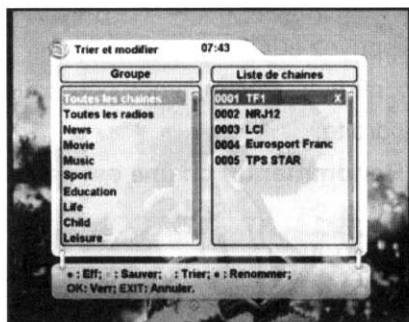 Trier et modifier 07:43
Groupe
Toutes les chaines
Toutes les radios
News
Movie
Music
Sport
Education
Life
Child
Leisure
Liste de chaines
0001 TF1 X
0002 NRJ12
0003 LCI
0004 Eurosport Franc
0005 TPS STAR
● : Eff; : Sauver; : Trier; ● : Renommer;
OK: Verr; EXIT: Annuler.